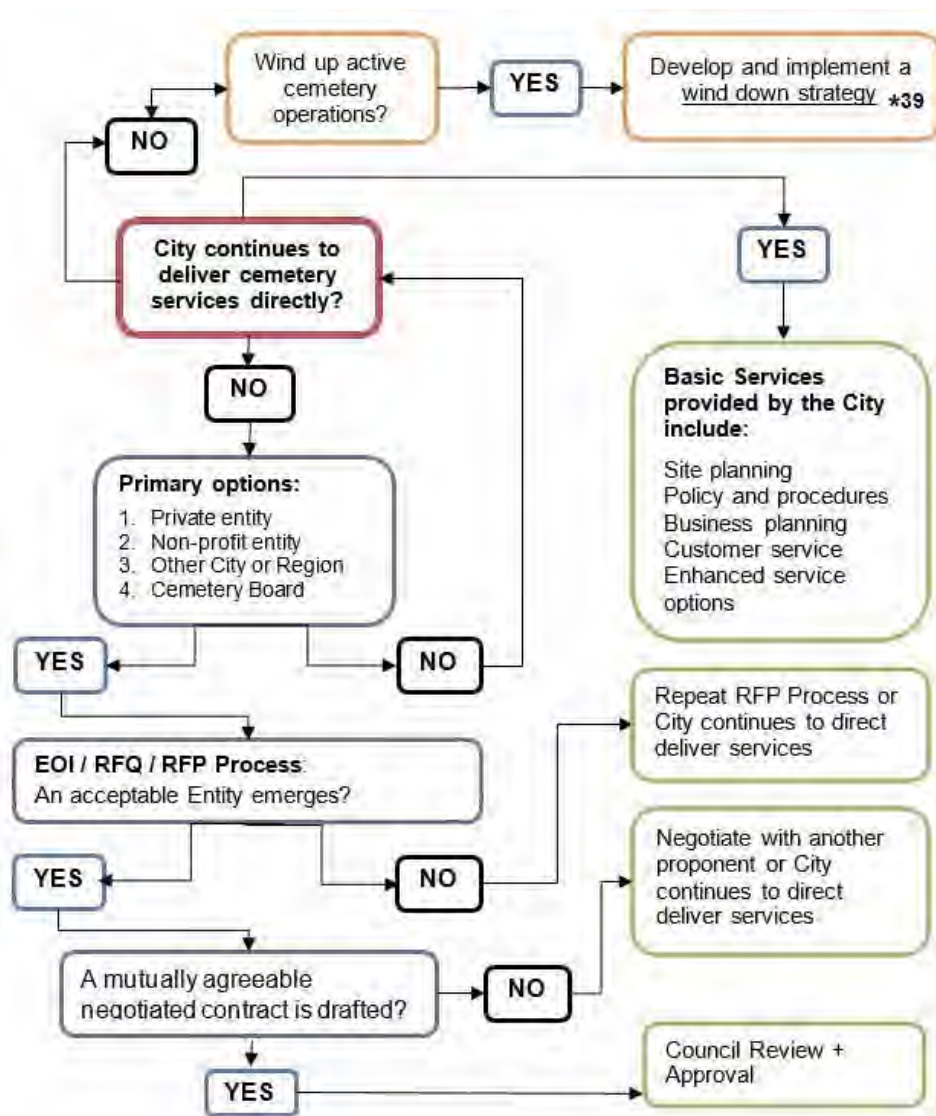 Wind up active
cemetery
operations?
YES
Develop and implement a
wind down strategy *39
NO
City continues to
deliver cemetery
services directly?
YES
NO
Basic Services
provided by the City
include:
Site planning
Policy and procedures
Business planning
Customer service
Enhanced service
options
Primary options:
1. Private entity
2. Non-profit entity
3. Other City or Region
4. Cemetery Board
YES
NO
Repeat RFP Process or
City continues to direct
deliver services
EOI / RFQ / RFP Process:
An acceptable Entity emerges?
YES
NO
Negotiate with another
proponent or City
continues to direct
deliver services
A mutually agreeable
negotiated contract is drafted?
NO
YES
Council Review +
Approval